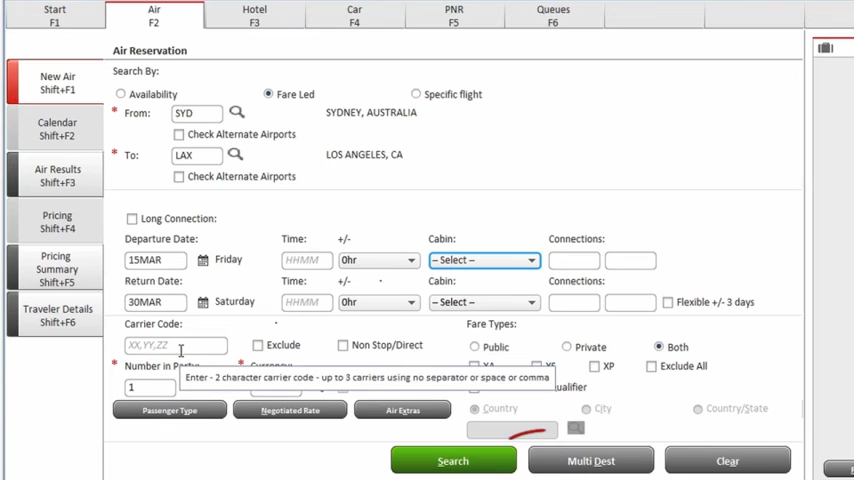 Start Air Hotel Car PNR Queues
F1 F2 F3 F4 F5 F6
Air Reservation
Search By:
New Air
Shift+F1
Calendar
Shift+F2
Air Results
Shift+F3
Pricing
Shift+F4
Pricing
Summary
Shift+F5
Traveler Details
Shift+F6
Availability Fare Led Specific flight
* From: SYD SYDNEY, AUSTRALIA
Check Alternate Airports
* To: LAX LOS ANGELES, CA
Check Alternate Airports
Long Connection:
Departure Date: Time: +/- Cabin: Connections:
15MAR Friday HHMM 0hr -- Select --
Return Date: Time: +/- Cabin: Connections:
30MAR Saturday HHMM 0hr -- Select -- Flexible +/- 3 days
Carrier Code: Fare Types:
XX,YY,ZZ Exclude Non Stop/Direct Public Private Both
* Number in Party: * XP Exclude All
Enter - 2 character carrier code - up to 3 carriers using no separator or space or comma
1
Passenger Type Negotiated Rate Air Extras Country City Country/State
Search Multi Dest Clear